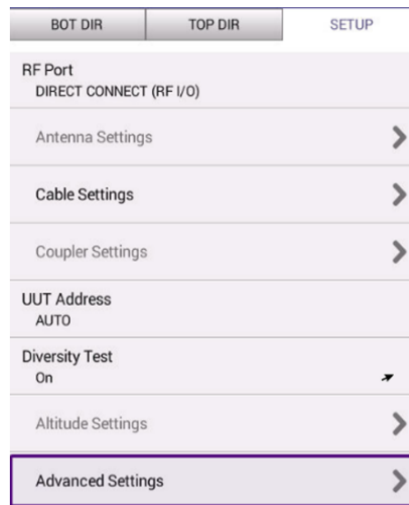 BOT DIR TOP DIR SETUP
RF Port
DIRECT CONNECT (RF I/O)
Antenna Settings
Cable Settings
Coupler Settings
UUT Address
AUTO
Diversity Test
On
Altitude Settings
Advanced Settings